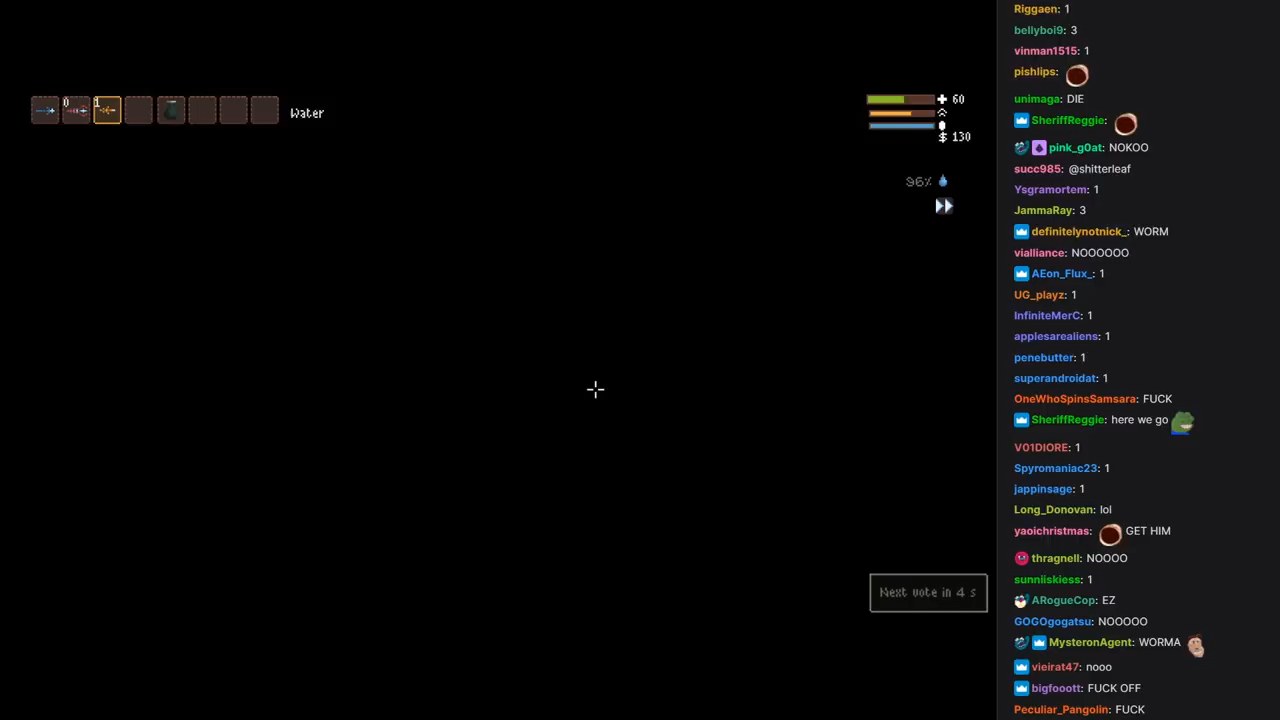 0
1
Water
60
$ 130
96%
Next vote in 4 s
Riggaen: 1
bellyboi9: 3
vinman1515: 1
pishlips:
unimaga: DIE
SheriffReggie:
pink_g0at: NOKOO
succ985: @shitterleaf
Ysgramortem: 1
JammaRay: 3
definitelynotnick_: WORM
vialliance: NOOOOOO
AEon_Flux_: 1
UG_playz: 1
InfiniteMerC: 1
applesarealiens: 1
penebutter: 1
superandroidat: 1
OneWhoSpinsSamsara: FUCK
SheriffReggie: here we go
V01DIORE: 1
Spyromaniac23: 1
jappinsage: 1
Long_Donovan: lol
yaoichristmas: GET HIM
thragnell: NOOOO
sunniiskiess: 1
ARogueCop: EZ
GOGOgogatsu: NOOOOO
MysteronAgent: WORMA
vieirat47: nooo
bigfooott: FUCK OFF
Peculiar_Pangolin: FUCK